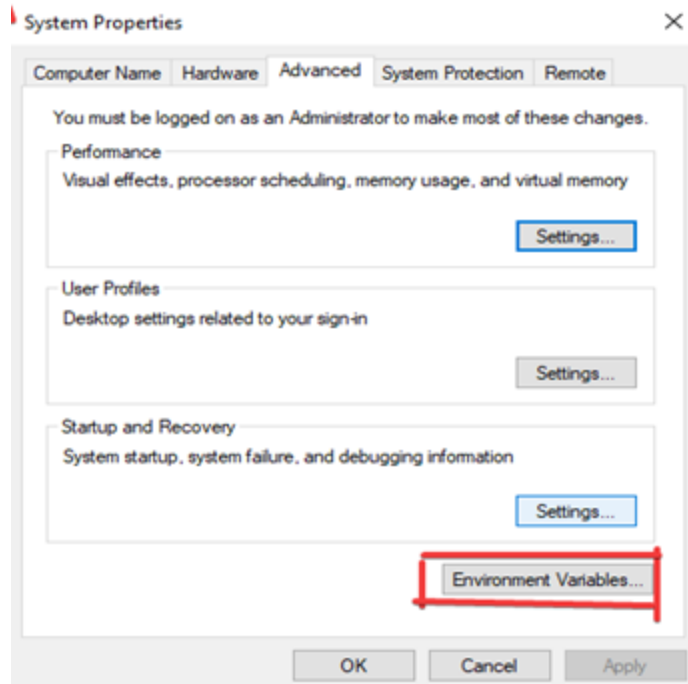 System Properties
Computer Name Hardware Advanced System Protection Remote
You must be logged on as an Administrator to make most of these changes.
Performance
Visual effects, processor scheduling, memory usage, and virtual memory
Settings...
User Profiles
Desktop settings related to your sign-in
Settings...
Startup and Recovery
System startup, system failure, and debugging information
Settings...
Environment Variables...
OK Cancel Apply